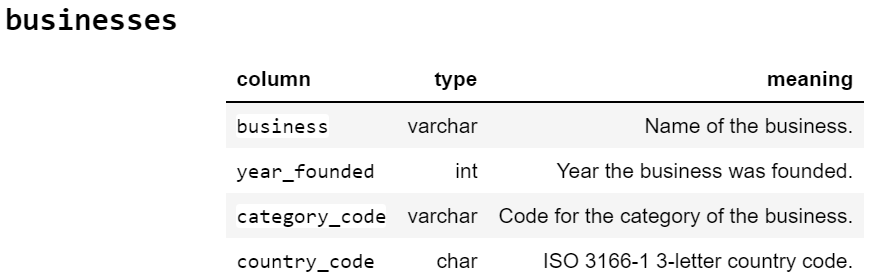 businesses
column type meaning
business varchar Name of the business.
year_founded int Year the business was founded.
category_code varchar Code for the category of the business.
country_code char ISO 3166-1 3-letter country code.